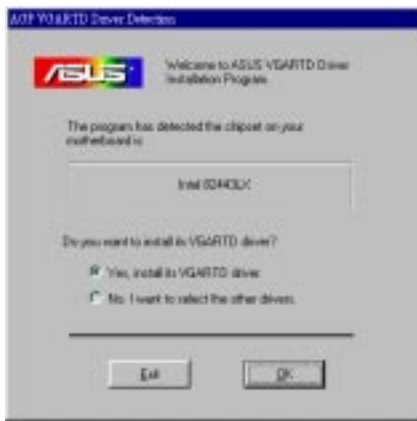 AGP VGARTD Driver Detection
ASUS
Welcome to ASUS VGARTD Driver
Installation Program.
The program has detected the chipset on your
motherboard is:
Intel 82443LX
Do you want to install its VGARTD driver?
Yes, install its VGARTD driver.
No. I want to select the other drivers.
Exit
OK